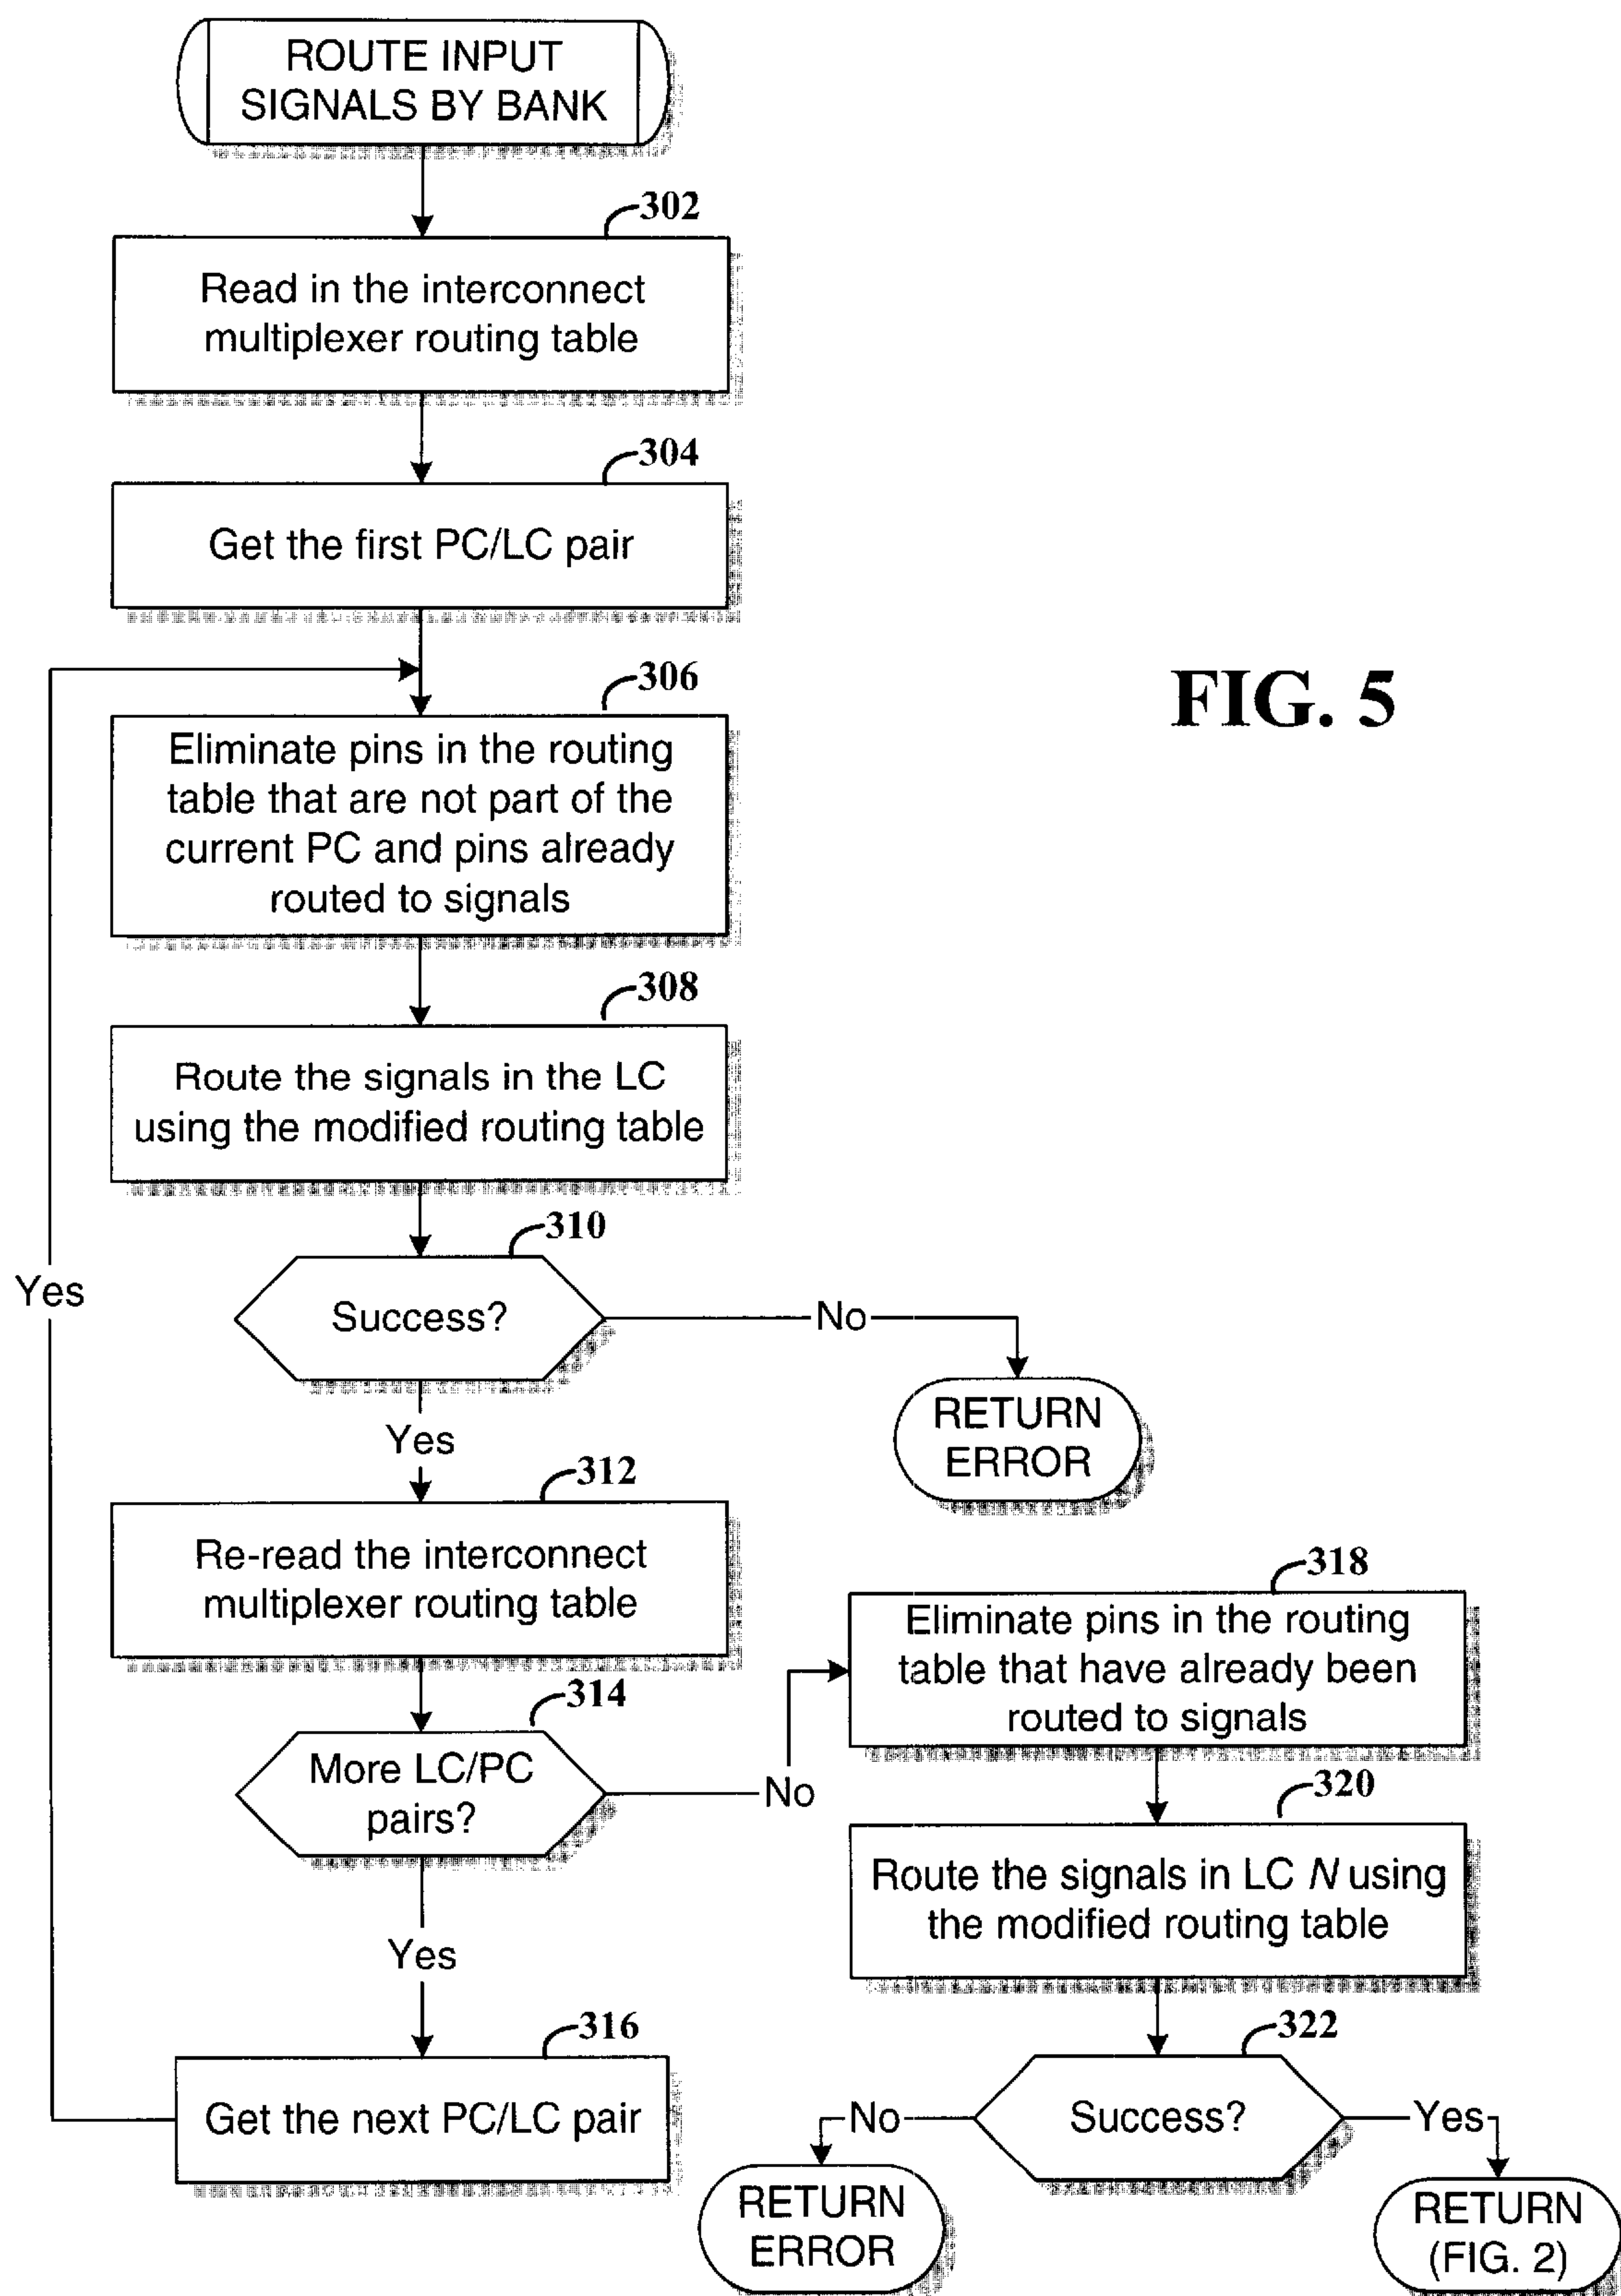 ROUTE INPUT
SIGNALS BY BANK
302
Read in the interconnect
multiplexer routing table
304
Get the first PC/LC pair
306
Eliminate pins in the routing
table that are not part of the
current PC and pins already
routed to signals
FIG. 5
308
Route the signals in the LC
using the modified routing table
310
Success?
Yes
No
RETURN
ERROR
Yes
312
Re-read the interconnect
multiplexer routing table
314
More LC/PC
pairs?
No
Yes
316
Get the next PC/LC pair
318
Eliminate pins in the routing
table that have already been
routed to signals
320
Route the signals in LC N using
the modified routing table
322
Success?
No
Yes
RETURN
ERROR
RETURN
(FIG. 2)